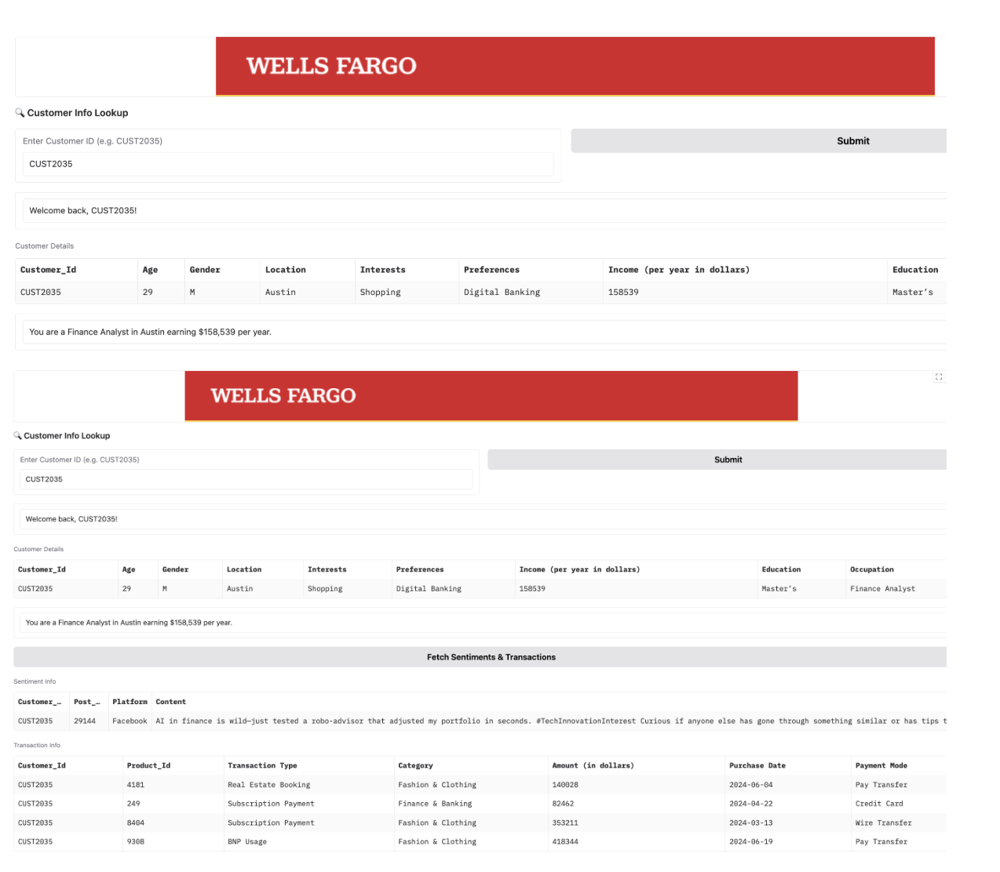 WELLS FARGO
🔍 Customer Info Lookup
Enter Customer ID (e.g. CUST2035)
Submit
CUST2035
Welcome back, CUST2035!
Customer Details
Customer_Id Age Gender Location Interests Preferences Income (per year in dollars) Education
CUST2035 29 M Austin Shopping Digital Banking 158539 Master's
You are a Finance Analyst in Austin earning $158,539 per year.
WELLS FARGO
🔍 Customer Info Lookup
Enter Customer ID (e.g. CUST2035)
Submit
CUST2035
Welcome back, CUST2035!
Customer Details
Customer_Id Age Gender Location Interests Preferences Income (per year in dollars) Education Occupation
CUST2035 29 M Austin Shopping Digital Banking 158539 Master's Finance Analyst
You are a Finance Analyst in Austin earning $158,539 per year.
Fetch Sentiments & Transactions
Sentiment Info
Customer_… Post_… Platform Content
CUST2035 29144 Facebook AI in finance is wild—just tested a robo-advisor that adjusted my portfolio in seconds. #TechInnovationInterest Curious if anyone else has gone through something similar or has tips t
Transaction Info
Customer_Id Product_Id Transaction Type Category Amount (in dollars) Purchase Date Payment Mode
CUST2035 4181 Real Estate Booking Fashion & Clothing 140028 2024-06-04 Pay Transfer
CUST2035 249 Subscription Payment Finance & Banking 82462 2024-04-22 Credit Card
CUST2035 8404 Subscription Payment Fashion & Clothing 353211 2024-03-13 Wire Transfer
CUST2035 9308 BNP Usage Fashion & Clothing 418344 2024-06-19 Pay Transfer